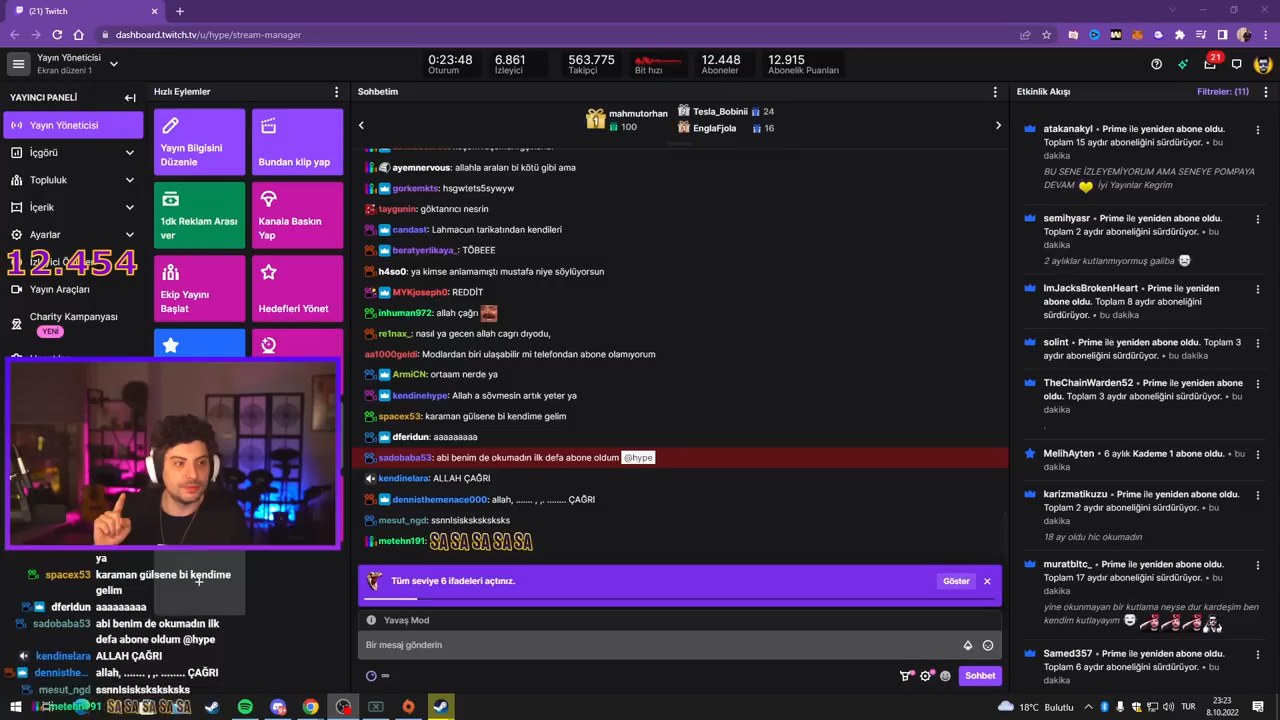 (21) Twitch
dashboard.twitch.tv/u/hype/stream-manager
Yayın Yöneticisi
Ekran düzeni 1
0:23:48
Oturum
6.861
İzleyici
563.775
Takipçi
Bit hızı
12.448
Aboneler
12.915
Abonelik Puanları
21
YAYINCI PANELİ
Yayın Yöneticisi
İçgörü
Topluluk
İçerik
Ayarlar
12.454
Yayın Araçları
Charity Kampanyası
YENİ
Hızlı Eylemler
Yayın Bilgisini
Düzenle
Bundan klip yap
1dk Reklam Arası
ver
Kanala Baskın
Yap
Ekip Yayını
Başlat
Hedefleri Yönet
ya
spacex53 karaman gülsene bi kendime
gelim
dferidun aaaaaaaaa
sadobaba53 abi benim de okumadın ilk
defa abone oldum @hype
kendinelara ALLAH ÇAĞRI
dennisthe... allah, ....... , ,. ........ ÇAĞRI
mesut_ngd ssnnlsisksksksksks
metehn191 SA SA SA SA SA
Sohbetim
1 mahmutorhan
100
2 Tesla_Bobinii 24
3 EnglaFjola 16
ayemnervous: allahla araları bi kötü gibi ama
gorkemkts: hsgwtets5sywyw
taygunin: göktanrıcı nesrin
candast: Lahmacun tarikatından kendileri
beratyerlikaya_: TÖBEEE
h4so0: ya kimse anlamamıştı mustafa niye söylüyorsun
MYKjoseph0: REDDİT
inhuman972: allah çağrı
re1nax_: nasıl ya gecen allah cagrı dıyodu,
aa1000geldi: Modlardan biri ulaşabilir mi telefondan abone olamıyorum
ArmiCN: ortaam nerde ya
kendinehype: Allah a sövmesin artık yeter ya
spacex53: karaman gülsene bi kendime gelim
dferidun: aaaaaaaaa
sadobaba53: abi benim de okumadın ilk defa abone oldum @hype
kendinelara: ALLAH ÇAĞRI
dennisthemenace000: allah, ....... , ,. ........ ÇAĞRI
mesut_ngd: ssnnlsisksksksksks
metehn191: SA SA SA SA SA
Tüm seviye 6 ifadeleri açtınız.
Göster
Yavaş Mod
Bir mesaj gönderin
Sohbet
Etkinlik Akışı
Filtreler: (11)
atakanakyl • Prime ile yeniden abone oldu.
Toplam 15 aydır aboneliğini sürdürüyor. • bu
dakika
BU SENE İZLEYEMİYORUM AMA SENEYE POMPAYA
DEVAM İyi Yayınlar Kegrim
semihyasr • Prime ile yeniden abone oldu.
Toplam 2 aydır aboneliğini sürdürüyor. • bu
dakika
2 aylıklar kutlanmıyormuş galiba
ImJacksBrokenHeart • Prime ile yeniden
abone oldu. Toplam 8 aydır aboneliğini
sürdürüyor. • bu dakika
solint • Prime ile yeniden abone oldu. Toplam 3
aydır aboneliğini sürdürüyor. • bu dakika
TheChainWarden52 • Prime ile yeniden abone
oldu. Toplam 3 aydır aboneliğini sürdürüyor. • bu
dakika
.
MelihAyten • 6 aylık Kademe 1 abone oldu. • bu
dakika
karizmatikuzu • Prime ile yeniden abone oldu.
Toplam 2 aydır aboneliğini sürdürüyor. • bu
dakika
18 ay oldu hic okumadın
muratbltc_ • Prime ile yeniden abone oldu.
Toplam 17 aydır aboneliğini sürdürüyor. • bu
dakika
yine okunmayan bir kutlama neyse dur kardeşim ben
kendim kutlayayım
Samed357 • Prime ile yeniden abone oldu.
Toplam 6 aydır aboneliğini sürdürüyor. • bu
dakika
18°C Bulutlu
TUR
23:23
8.10.2022